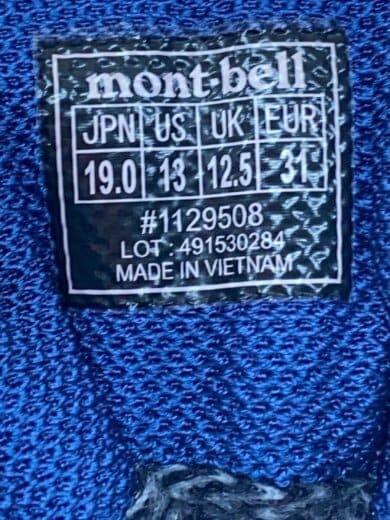 mont-bell
JPN US UK EUR
19.0 13 12.5 31
#1129508
LOT : 491530284
MADE IN VIETNAM